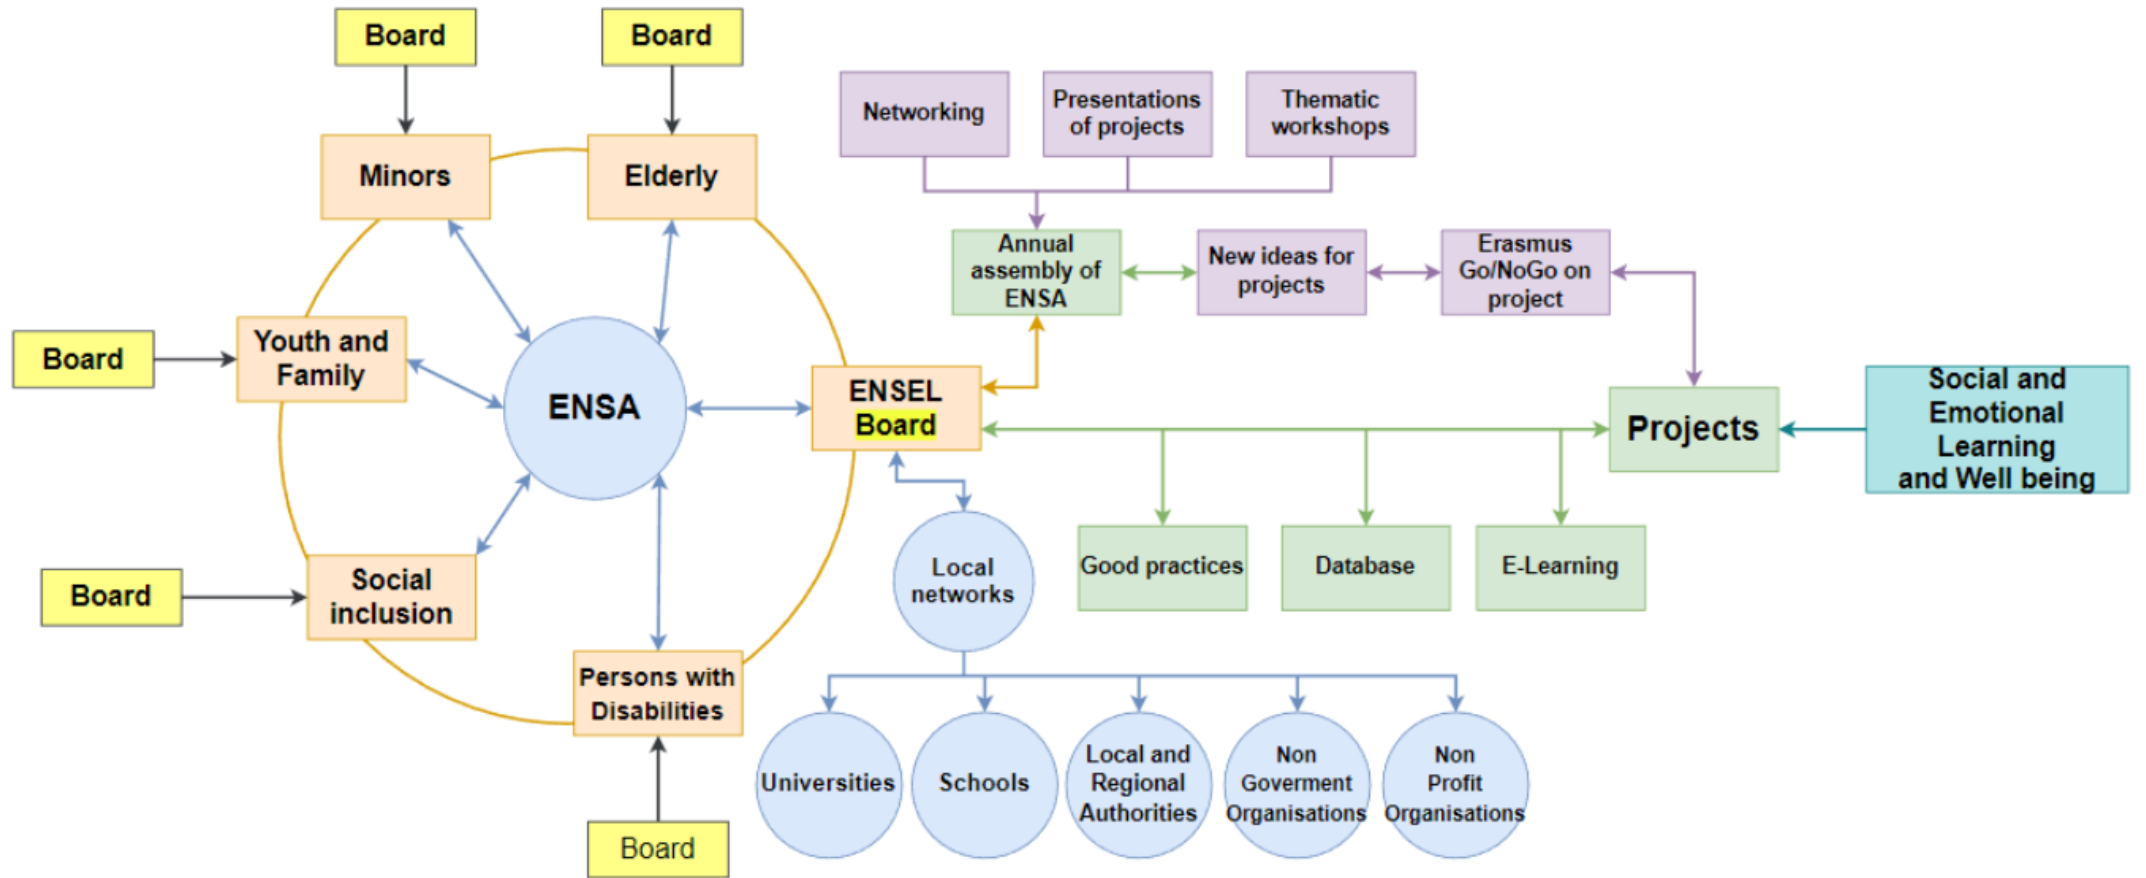 Board
Board
Networking
Presentations
of projects
Thematic
workshops
Minors
Elderly
Annual
assembly of
ENSA
New ideas for
projects
Erasmus
Go/NoGo on
project
Board
Youth and
Family
ENSA
ENSEL
Board
Projects
Social and
Emotional
Learning
and Well being
Board
Social
inclusion
Local
networks
Good practices
Database
E-Learning
Persons with
Disabilities
Universities
Schools
Local and
Regional
Authorities
Non
Goverment
Organisations
Non
Profit
Organisations
Board